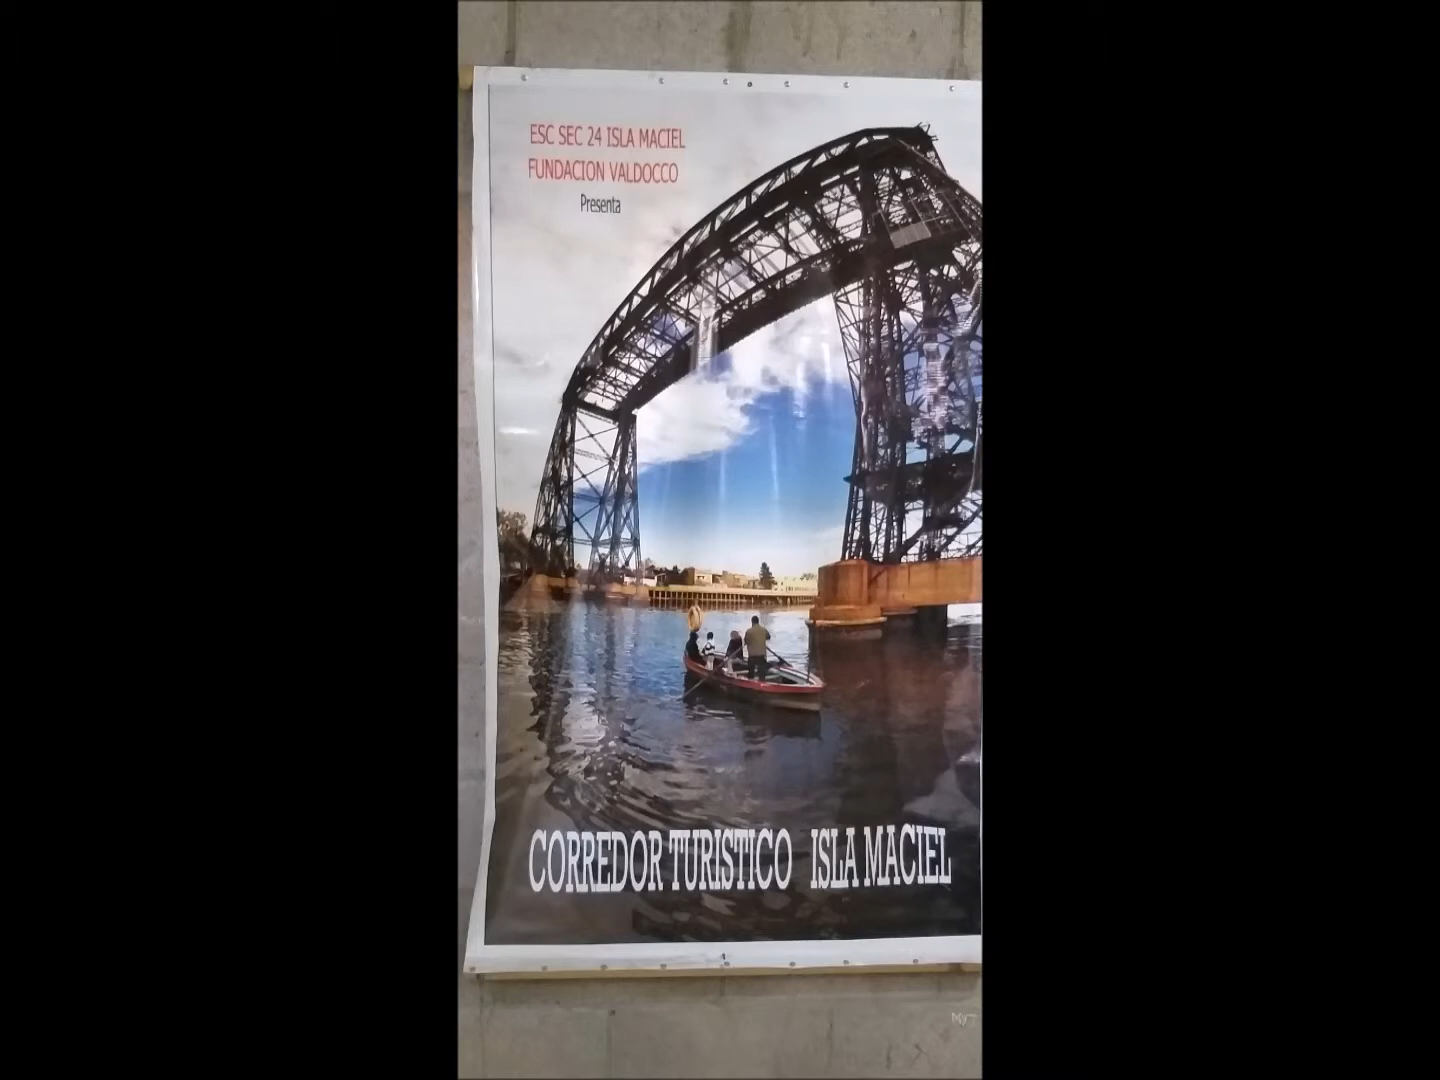 ESC SEC 24 ISLA MACIEL
FUNDACION VALDOCCO
Presenta
CORREDOR TURISTICO ISLA MACIEL